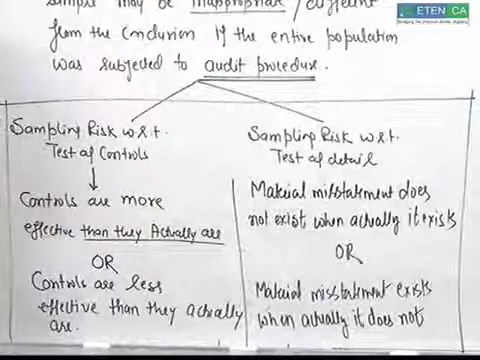 sample may be inappropriate / different
from the conclusion if the entire population
was subjected to audit procedure.
ETEN CA
Sampling Risk w.r.t.
Test of Controls
Controls are more
effective than they Actually are
OR
Controls are less
effective than they actually
are.
Sampling Risk w.r.t.
Test of detail
Material misstatement does
not exist when actually it exists
OR
Material misstatement exists
when actually it does not